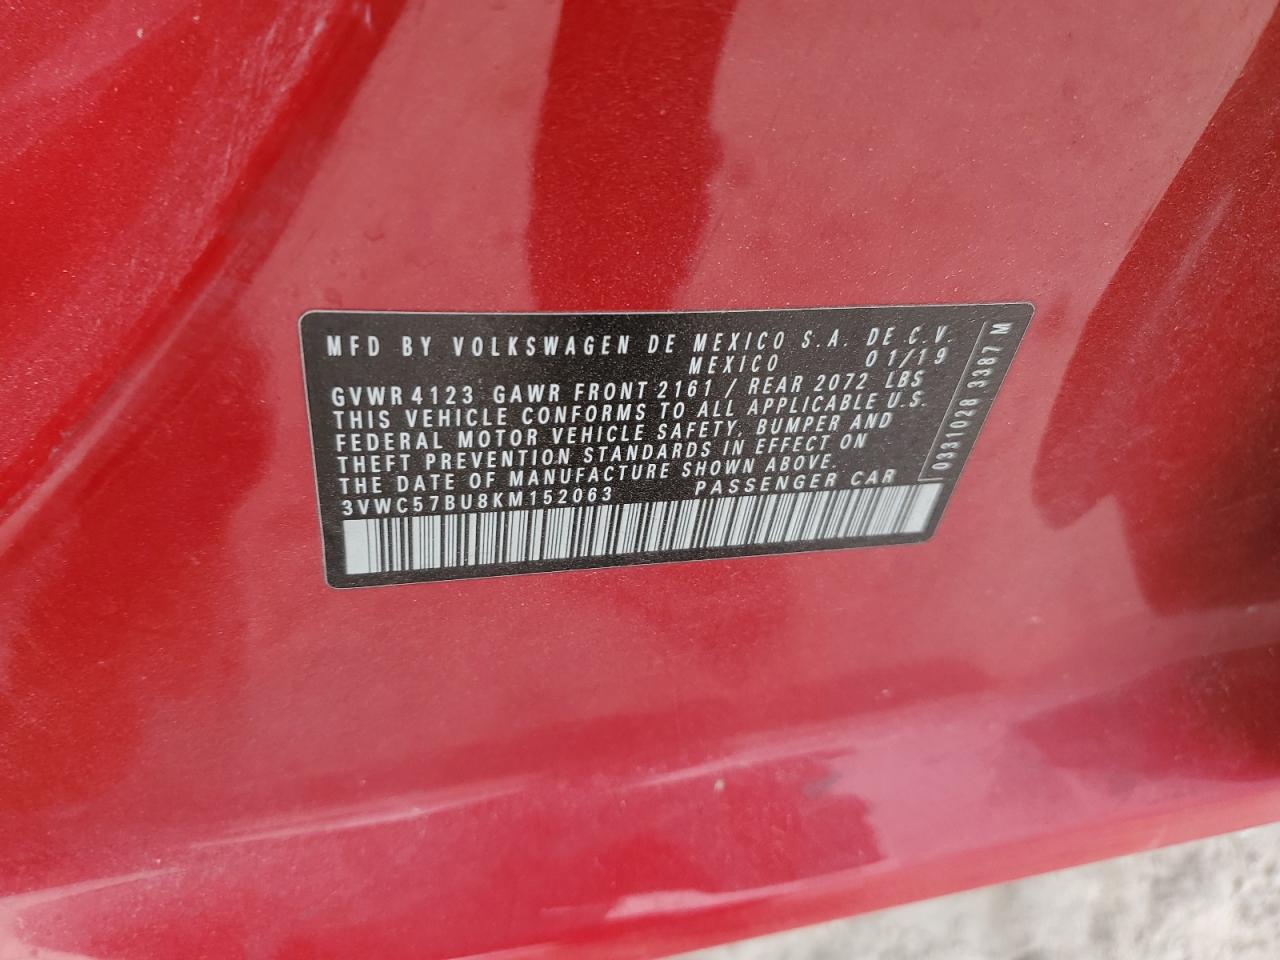 MFD BY VOLKSWAGEN DE MEXICO S.A. DE C.V.
MEXICO 01/19
GVWR 4123 GAWR FRONT 2161 / REAR 2072 LBS
THIS VEHICLE CONFORMS TO ALL APPLICABLE U.S.
FEDERAL MOTOR VEHICLE SAFETY, BUMPER AND
THEFT PREVENTION STANDARDS IN EFFECT ON
THE DATE OF MANUFACTURE SHOWN ABOVE.
3VWC57BU8KM152063 PASSENGER CAR
0331028 3387 M